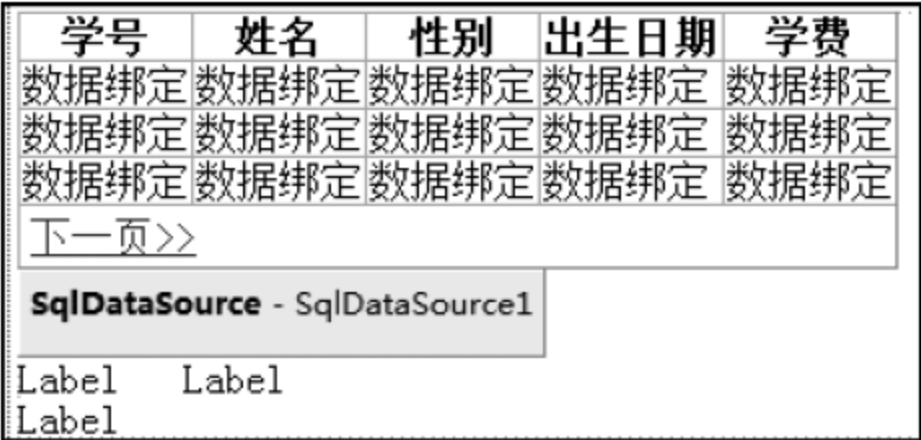 学号 姓名 性别 出生日期 学费
数据绑定 数据绑定 数据绑定 数据绑定 数据绑定
数据绑定 数据绑定 数据绑定 数据绑定 数据绑定
数据绑定 数据绑定 数据绑定 数据绑定 数据绑定
下一页>>
SqlDataSource - SqlDataSource1
Label Label
Label